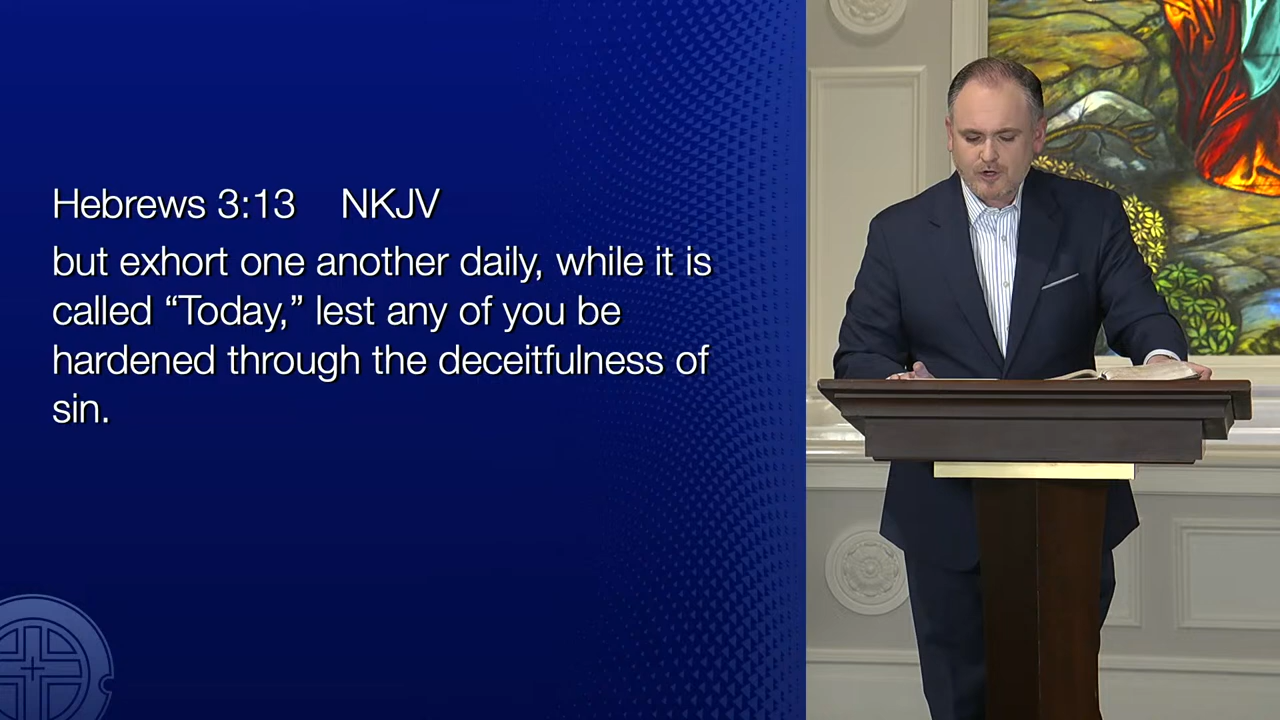 Hebrews 3:13 NKJV
but exhort one another daily, while it is
called “Today,” lest any of you be
hardened through the deceitfulness of
sin.